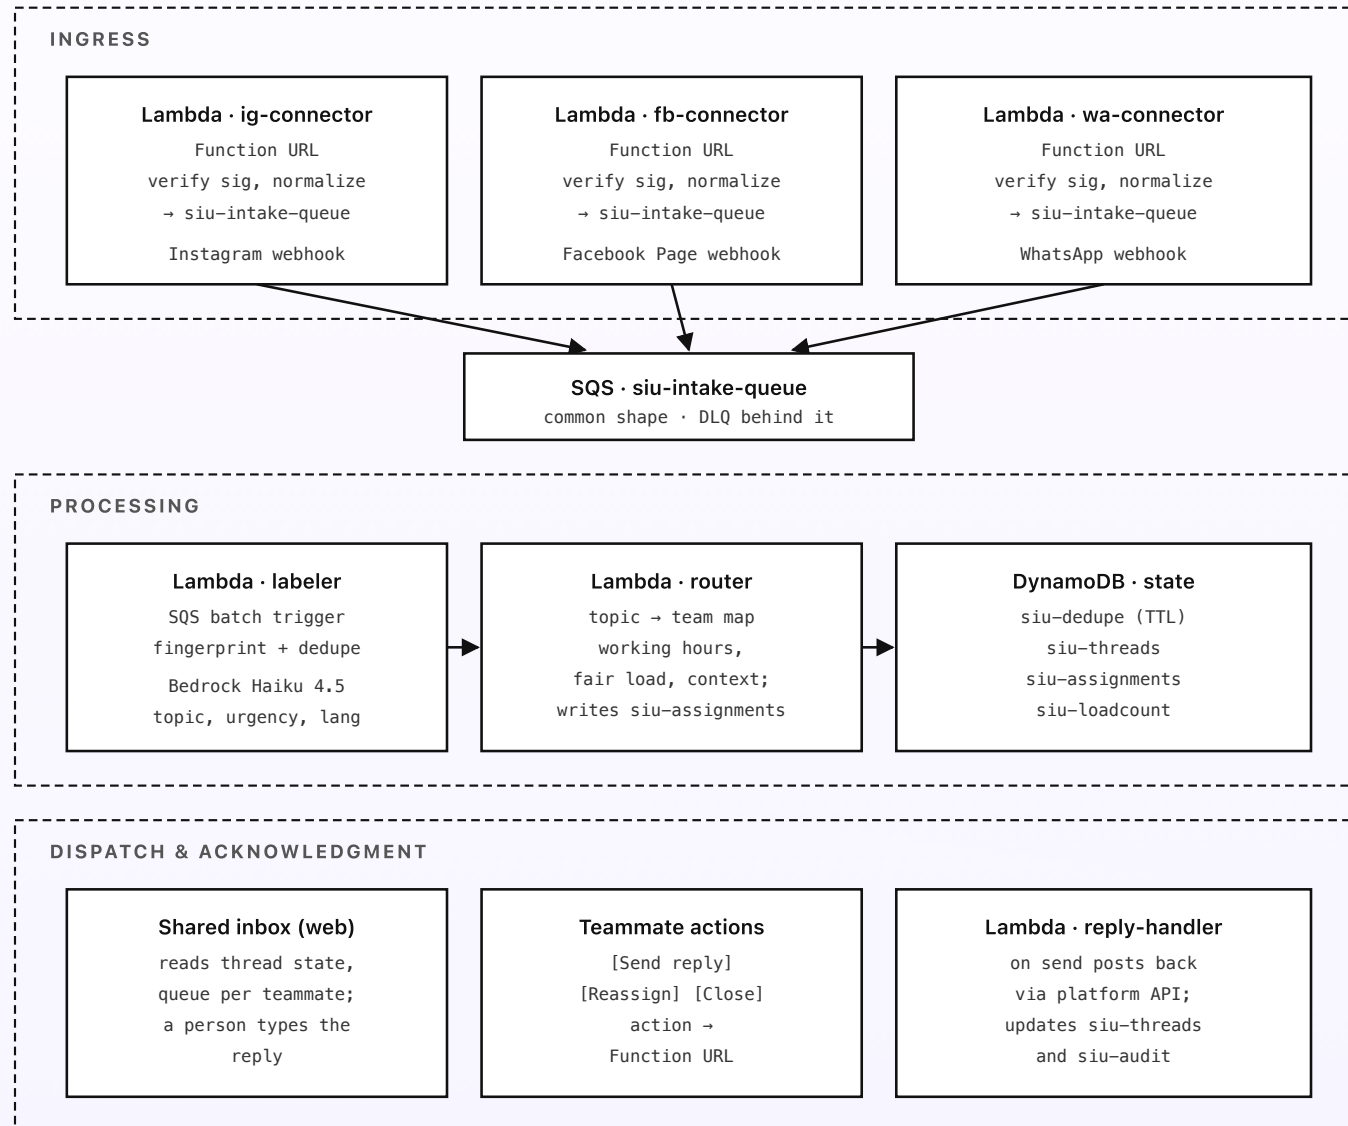 INGRESS
Lambda · ig-connector
Function URL
verify sig, normalize
→ siu-intake-queue
Instagram webhook
Lambda · fb-connector
Function URL
verify sig, normalize
→ siu-intake-queue
Facebook Page webhook
Lambda · wa-connector
Function URL
verify sig, normalize
→ siu-intake-queue
WhatsApp webhook
SQS · siu-intake-queue
common shape · DLQ behind it
PROCESSING
Lambda · labeler
SQS batch trigger
fingerprint + dedupe
Bedrock Haiku 4.5
topic, urgency, lang
Lambda · router
topic → team map
working hours,
fair load, context;
writes siu-assignments
DynamoDB · state
siu-dedupe (TTL)
siu-threads
siu-assignments
siu-loadcount
DISPATCH & ACKNOWLEDGMENT
Shared inbox (web)
reads thread state,
queue per teammate;
a person types the
reply
Teammate actions
[Send reply]
[Reassign] [Close]
action →
Function URL
Lambda · reply-handler
on send posts back
via platform API;
updates siu-threads
and siu-audit